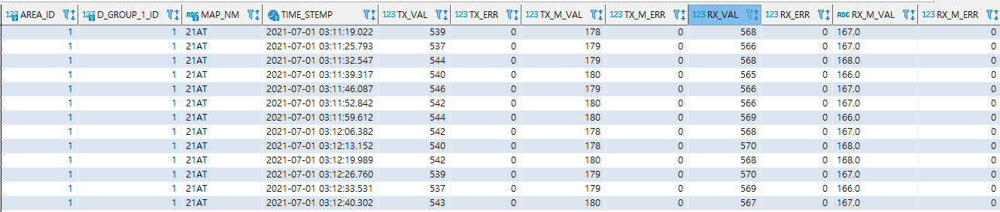 123 AREA_ID 123 D_GROUP_1_ID ABC MAP_NM TIME_STEMP 123 TX_VAL 123 TX_ERR 123 TX_M_VAL 123 TX_M_ERR 123 RX_VAL 123 RX_ERR ABC RX_M_VAL 123 RX_M_ERR
1 1 21AT 2021-07-01 03:11:19.022 539 0 178 0 568 0 167.0 0
1 1 21AT 2021-07-01 03:11:25.793 537 0 179 0 566 0 167.0 0
1 1 21AT 2021-07-01 03:11:32.547 544 0 179 0 568 0 168.0 0
1 1 21AT 2021-07-01 03:11:39.317 540 0 180 0 565 0 166.0 0
1 1 21AT 2021-07-01 03:11:46.087 546 0 179 0 566 0 167.0 0
1 1 21AT 2021-07-01 03:11:52.842 542 0 180 0 566 0 167.0 0
1 1 21AT 2021-07-01 03:11:59.612 544 0 180 0 569 0 166.0 0
1 1 21AT 2021-07-01 03:12:06.382 542 0 178 0 568 0 167.0 0
1 1 21AT 2021-07-01 03:12:13.152 540 0 178 0 570 0 168.0 0
1 1 21AT 2021-07-01 03:12:19.989 542 0 180 0 568 0 168.0 0
1 1 21AT 2021-07-01 03:12:26.760 539 0 179 0 570 0 167.0 0
1 1 21AT 2021-07-01 03:12:33.531 537 0 179 0 569 0 166.0 0
1 1 21AT 2021-07-01 03:12:40.302 543 0 180 0 567 0 167.0 0